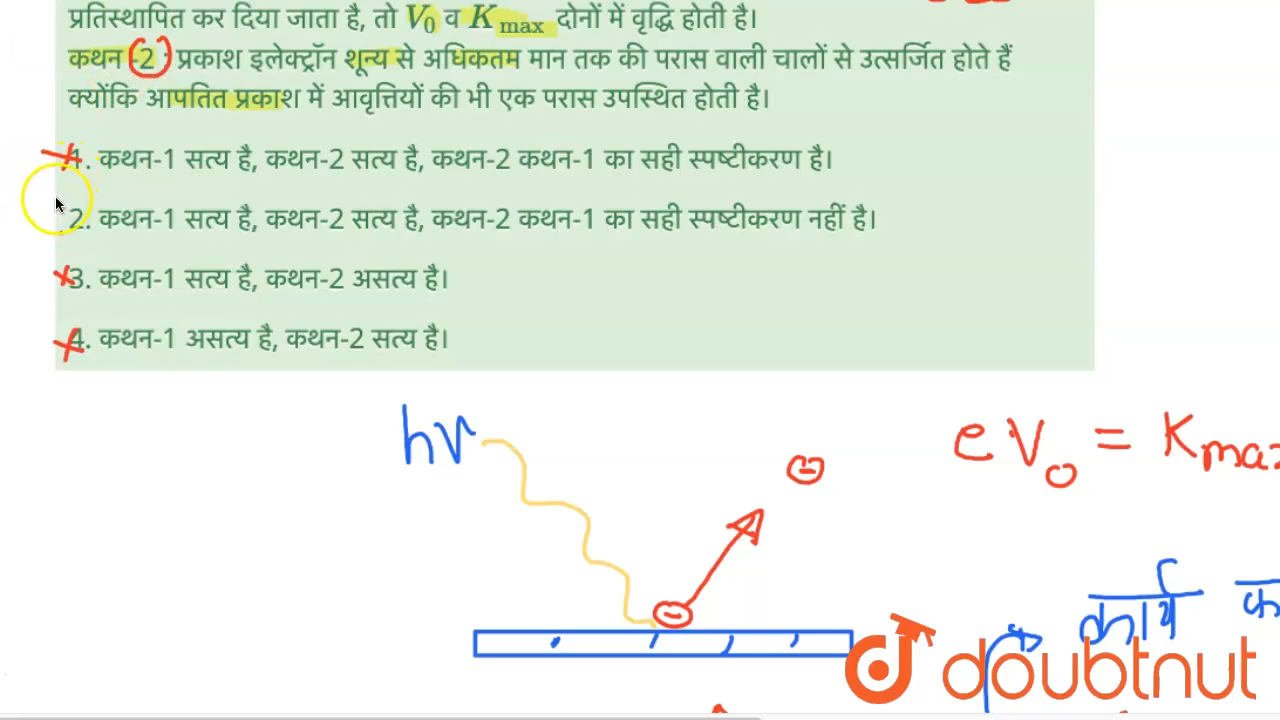 प्रतिस्थापित कर दिया जाता है, तो V0 व Kmax दोनों में वृद्धि होती है।
कथन -2 : प्रकाश इलेक्ट्रॉन शून्य से अधिकतम मान तक की परास वाली चालों से उत्सर्जित होते हैं
क्योंकि आपतित प्रकाश में आवृत्तियों की भी एक परास उपस्थित होती है।
1. कथन-1 सत्य है, कथन-2 सत्य है, कथन-2 कथन-1 का सही स्पष्टीकरण है।
2. कथन-1 सत्य है, कथन-2 सत्य है, कथन-2 कथन-1 का सही स्पष्टीकरण नहीं है।
3. कथन-1 सत्य है, कथन-2 असत्य है।
4. कथन-1 असत्य है, कथन-2 सत्य है।
hν
eV0 = Kmax
कार्य
doubtnut